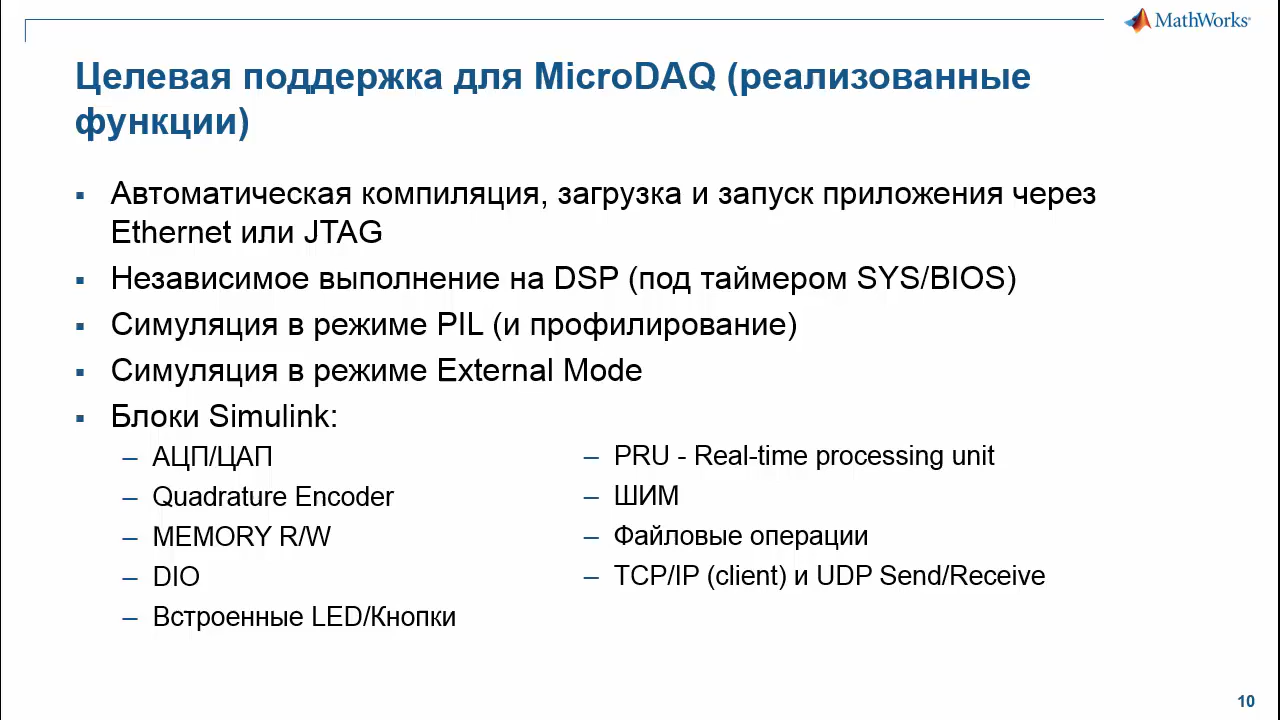 MathWorks®
Целевая поддержка для MicroDAQ (реализованные
функции)
▪ Автоматическая компиляция, загрузка и запуск приложения через
Ethernet или JTAG
▪ Независимое выполнение на DSP (под таймером SYS/BIOS)
▪ Симуляция в режиме PIL (и профилирование)
▪ Симуляция в режиме External Mode
▪ Блоки Simulink:
– АЦП/ЦАП
– Quadrature Encoder
– MEMORY R/W
– DIO
– Встроенные LED/Кнопки
– PRU - Real-time processing unit
– ШИМ
– Файловые операции
– TCP/IP (client) и UDP Send/Receive
10